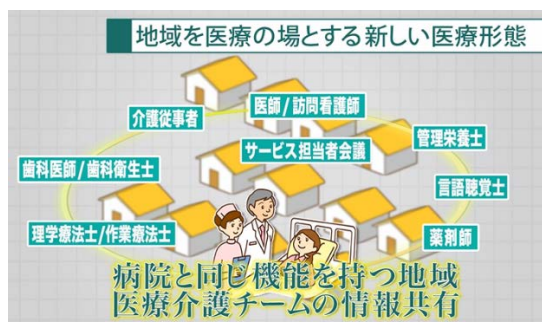 地域を医療の場とする新しい医療形態
医師/訪問看護師
介護従事者
管理栄養士
サービス担当者会議
歯科医師/歯科衛生士
言語聴覚士
理学療法士/作業療法士
薬剤師
病院と同じ機能を持つ地域
医療介護チームの情報共有